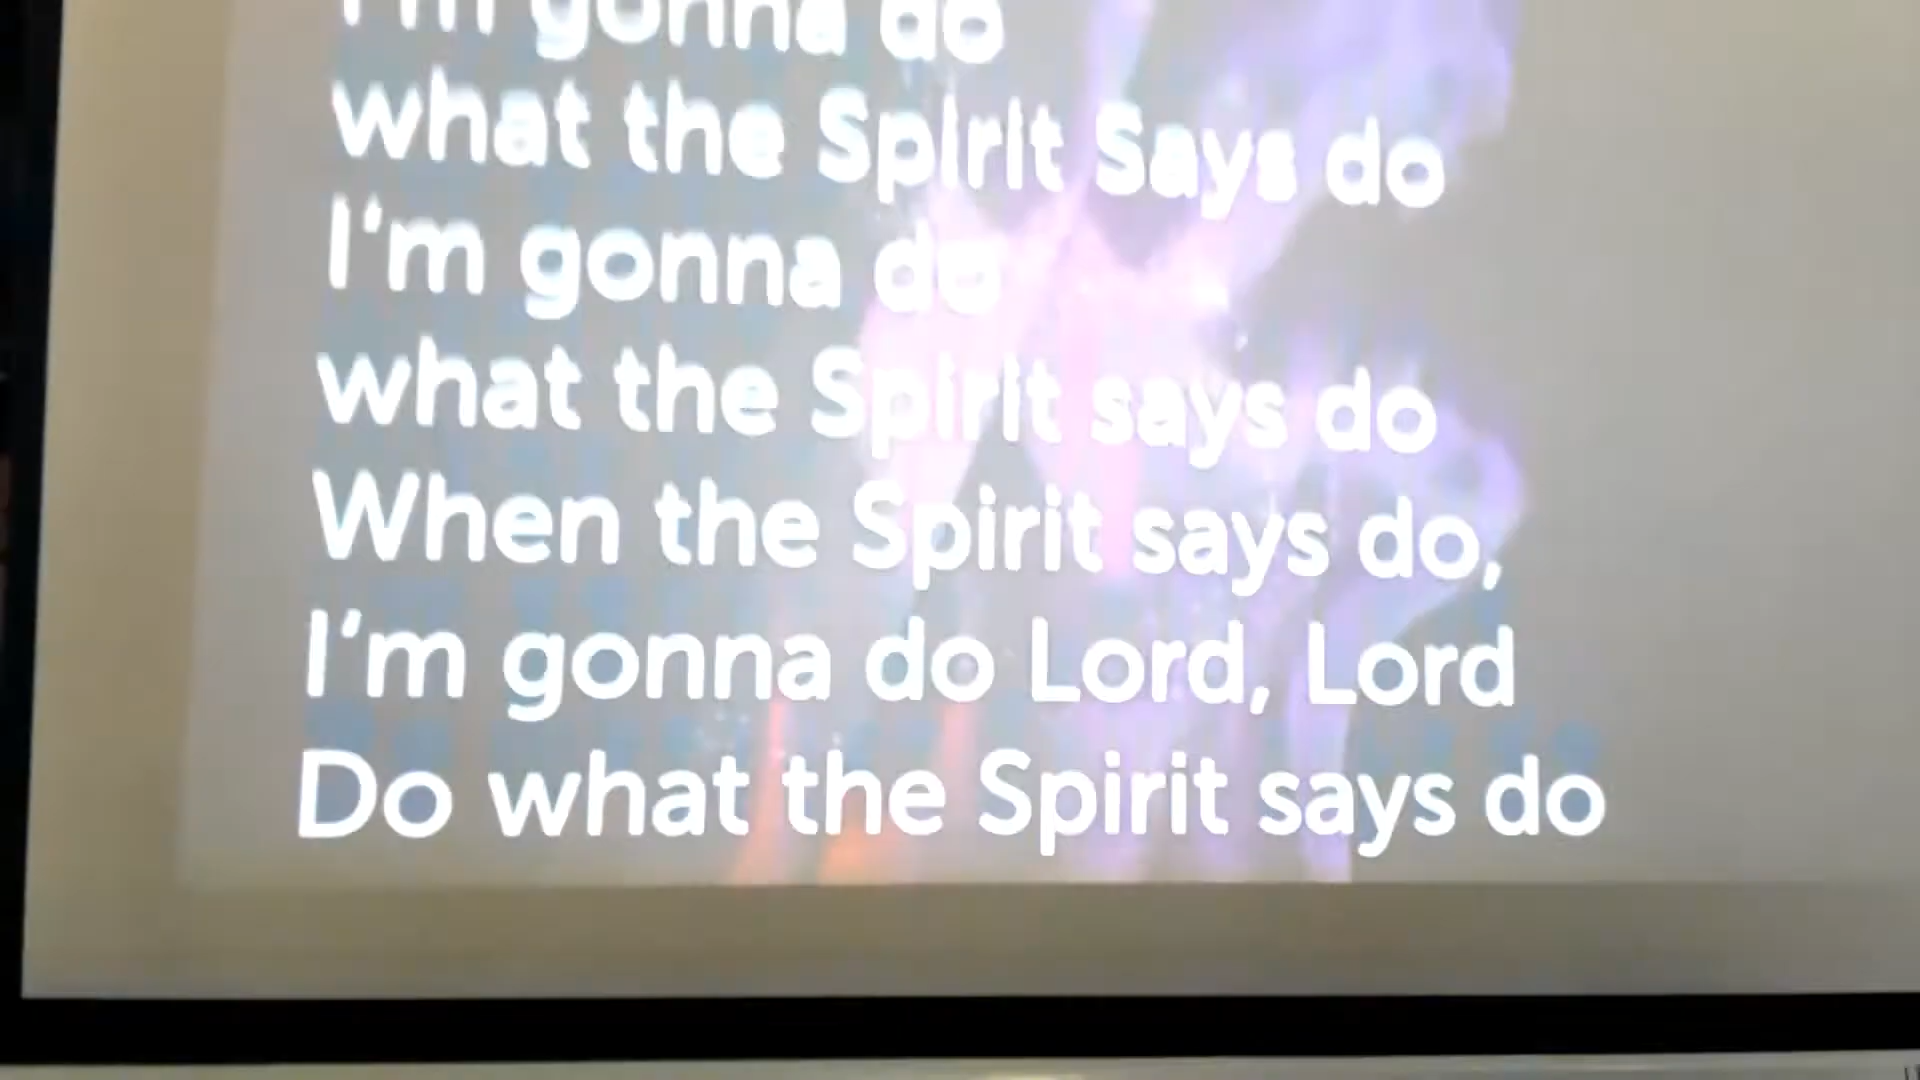 I'm gonna do
what the Spirit Says do
I'm gonna do
what the Spirit says do
When the Spirit says do,
I'm gonna do Lord, Lord
Do what the Spirit says do